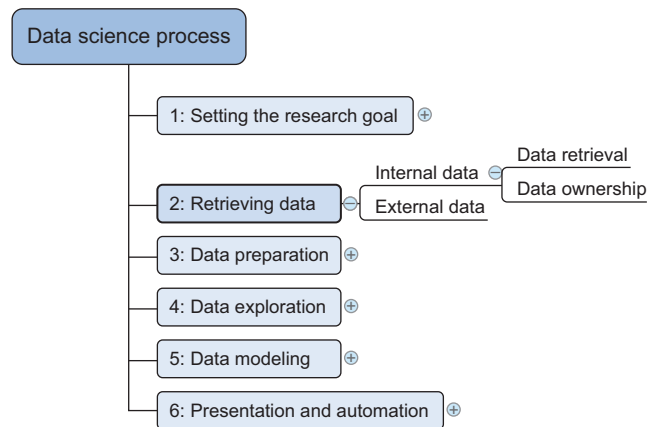 Data science process
1: Setting the research goal
2: Retrieving data
Internal data
External data
Data retrieval
Data ownership
3: Data preparation
4: Data exploration
5: Data modeling
6: Presentation and automation